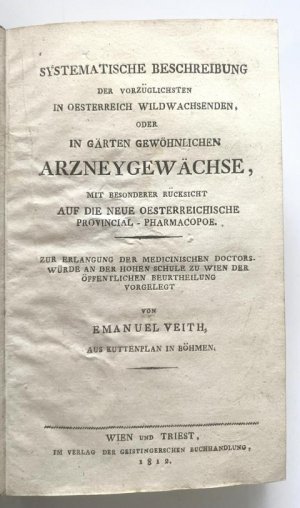 SYSTEMATISCHE BESCHREIBUNG
DER VORZÜGLICHSTEN
IN OESTERREICH WILDWACHSENDEN,
ODER
IN GÄRTEN GEWÖHNLICHEN
ARZNEYGEWÄCHSE,
MIT BESONDERER RÜCKSICHT
AUF DIE NEUE OESTERREICHISCHE
PROVINCIAL-PHARMACOPOE.
ZUR ERLANGUNG DER MEDICINISCHEN DOCTORS-
WÜRDE AN DER HOHEN SCHULE ZU WIEN DER
ÖFFENTLICHEN BEURTHEILUNG
VORGELEGT
VON
EMANUEL VEITH,
AUS KUTTENPLAN IN BÖHMEN.
WIEN UND TRIEST,
IM VERLAG DER GEISTINGERSCHEN BUCHHANDLUNG,
1812.